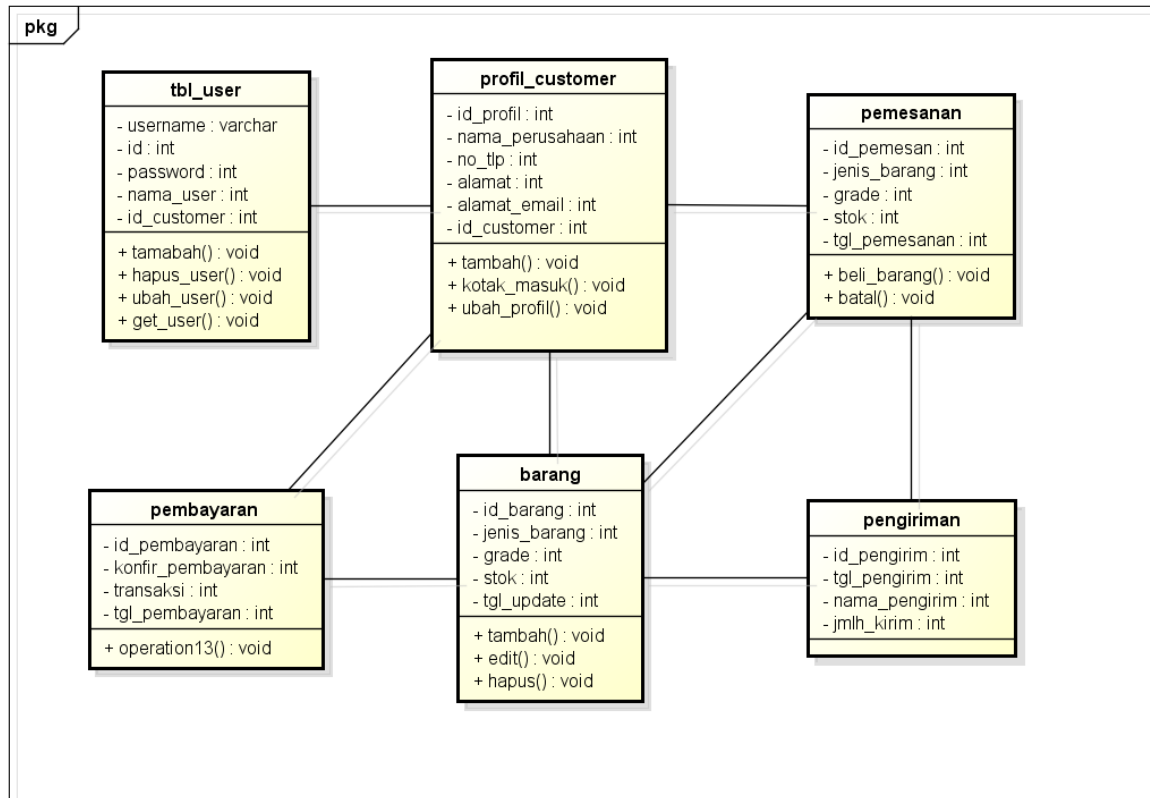 pkg
tbl_user
- username : varchar
- id : int
- password : int
- nama_user : int
- id_customer : int
+ tamabah() : void
+ hapus_user() : void
+ ubah_user() : void
+ get_user() : void
profil_customer
- id_profil : int
- nama_perusahaan : int
- no_tlp : int
- alamat : int
- alamat_email : int
- id_customer : int
+ tambah() : void
+ kotak_masuk() : void
+ ubah_profil() : void
pemesanan
- id_pemesan : int
- jenis_barang : int
- grade : int
- stok : int
- tgl_pemesanan : int
+ beli_barang() : void
+ batal() : void
pembayaran
- id_pembayaran : int
- konfir_pembayaran : int
- transaksi : int
- tgl_pembayaran : int
+ operation13() : void
barang
- id_barang : int
- jenis_barang : int
- grade : int
- stok : int
- tgl_update : int
+ tambah() : void
+ edit() : void
+ hapus() : void
pengiriman
- id_pengirim : int
- tgl_pengirim : int
- nama_pengirim : int
- jmlh_kirim : int